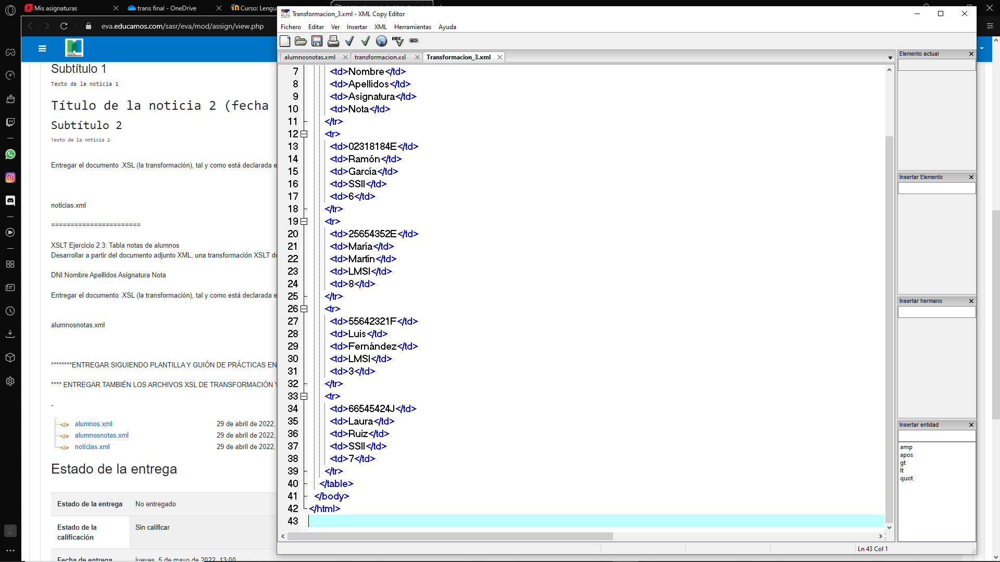 Mis asignaturas
trans final - OneDrive
Curso: Lengu
eva.educamos.com/sasr/eva/mod/assign/view.php
Subtítulo 1
Texto de la noticia 1
Título de la noticia 2 (fecha
Subtítulo 2
Texto de la noticia 2
Entregar el documento .XSL (la transformación), tal y como está declarada e
noticias.xml
=======================
XSLT Ejercicio 2.3: Tabla notas de alumnos
Desarrollar a partir del documento adjunto XML, una transformación XSLT d
DNI Nombre Apellidos Asignatura Nota
Entregar el documento .XSL (la transformación), tal y como está declarada e
alumnosnotas.xml
********ENTREGAR SIGUIENDO PLANTILLA Y GUIÓN DE PRÁCTICAS EN
**** ENTREGAR TAMBIÉN LOS ARCHIVOS XSL DE TRANSFORMACIÓN Y
-
alumnos.xml 29 de abril de 2022,
alumnosnotas.xml 29 de abril de 2022,
noticias.xml 29 de abril de 2022,
Estado de la entrega
Estado de la entrega No entregado
Estado de la calificación Sin calificar
Fecha de entrega jueves, 5 de mayo de 2022, 13:00
Transformacion_3.xml - XML Copy Editor
Fichero Editar Ver Insertar XML Herramientas Ayuda
ABC
alumnosnotas.xml transformacion.xsl Transformacion_3.xml
7 <td>Nombre</td>
8 <td>Apellidos</td>
9 <td>Asignatura</td>
10 <td>Nota</td>
11 </tr>
12 <tr>
13 <td>02318184E</td>
14 <td>Ramón</td>
15 <td>García</td>
16 <td>SSII</td>
17 <td>6</td>
18 </tr>
19 <tr>
20 <td>25654352E</td>
21 <td>María</td>
22 <td>Martín</td>
23 <td>LMSI</td>
24 <td>8</td>
25 </tr>
26 <tr>
27 <td>55642321F</td>
28 <td>Luis</td>
29 <td>Fernández</td>
30 <td>LMSI</td>
31 <td>3</td>
32 </tr>
33 <tr>
34 <td>66545424J</td>
35 <td>Laura</td>
36 <td>Ruiz</td>
37 <td>SSII</td>
38 <td>7</td>
39 </tr>
40 </table>
41 </body>
42 </html>
43
Elemento actual
Insertar Elemento
Insertar hermano
Insertar entidad
amp
apos
gt
lt
quot
Ln 43 Col 1